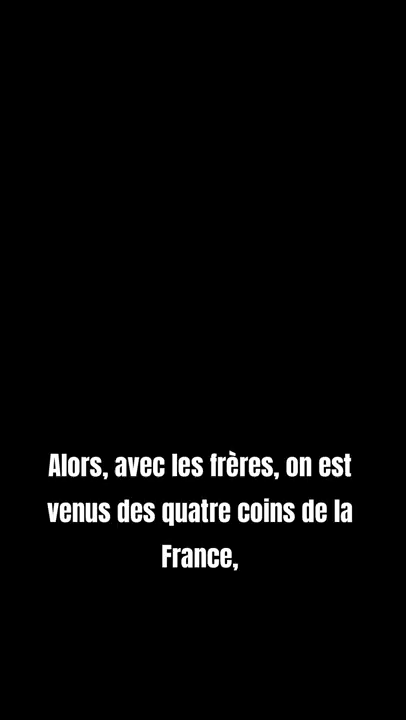 Alors, avec les frères, on est
venus des quatre coins de la
France,